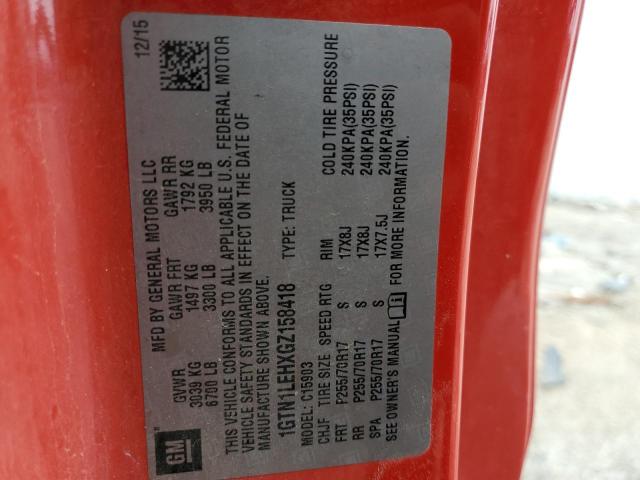 GM
MFD BY GENERAL MOTORS LLC 12/15
GVWR GAWR FRT GAWR RR
3039 KG 1497 KG 1792 KG
6700 LB 3300 LB 3950 LB
THIS VEHICLE CONFORMS TO ALL APPLICABLE U.S. FEDERAL MOTOR
VEHICLE SAFETY STANDARDS IN EFFECT ON THE DATE OF
MANUFACTURE SHOWN ABOVE.
1GTN1LEHXGZ158418 TYPE: TRUCK
CHJF MODEL: C15903
TIRE SIZE SPEED RTG RIM COLD TIRE PRESSURE
FRT P255/70R17 S 17X8J 240KPA(35PSI)
RR P255/70R17 S 17X8J 240KPA(35PSI)
SPA P255/70R17 S 17X7.5J 240KPA(35PSI)
SEE OWNER'S MANUAL FOR MORE INFORMATION.